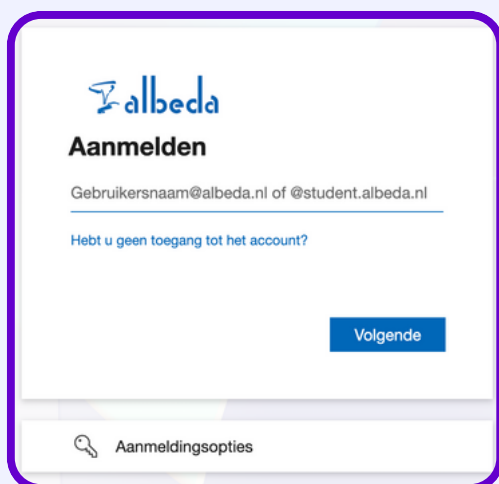 albeda
Aanmelden
Gebruikersnaam@albeda.nl of @student.albeda.nl
Hebt u geen toegang tot het account?
Volgende
Aanmeldingsopties